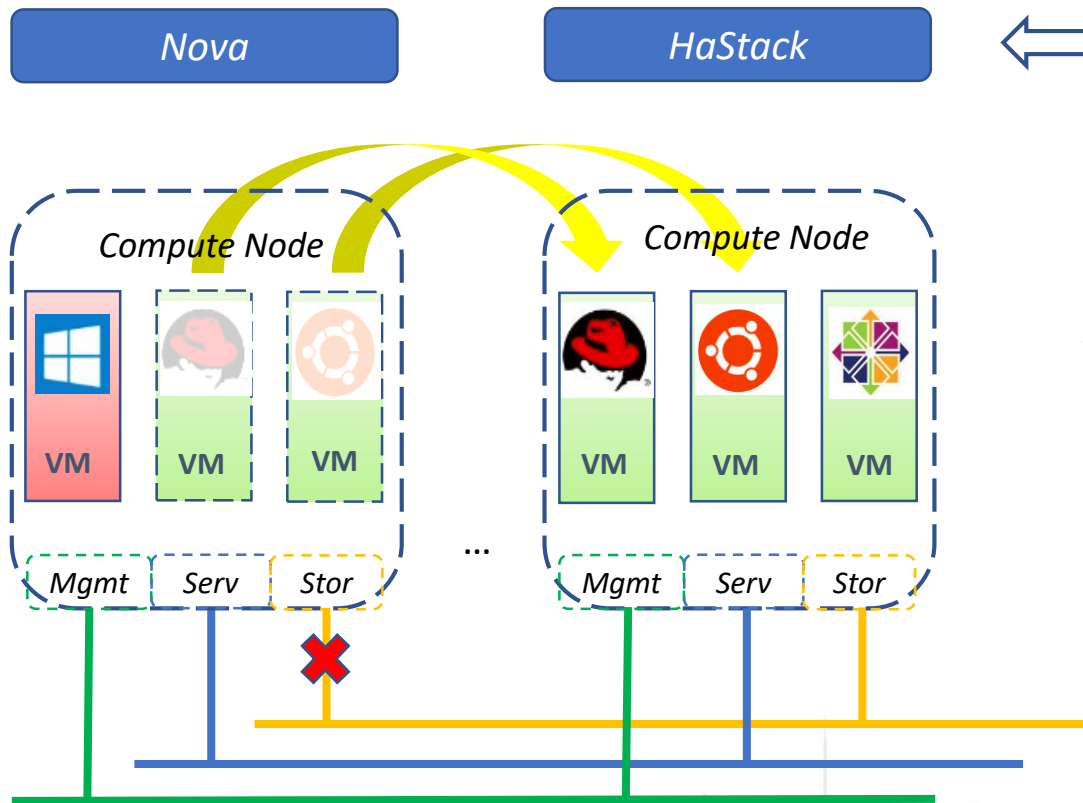 Nova
HaStack
Compute Node
Compute Node
VM
VM
VM
VM
VM
VM
...
Mgmt
Serv
Stor
Mgmt
Serv
Stor